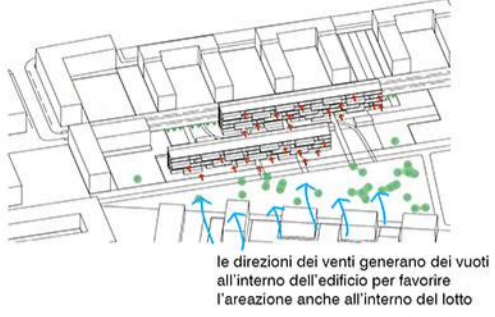 le direzioni dei venti generano dei vuoti
all'interno dell'edificio per favorire
l'areazione anche all'interno del lotto